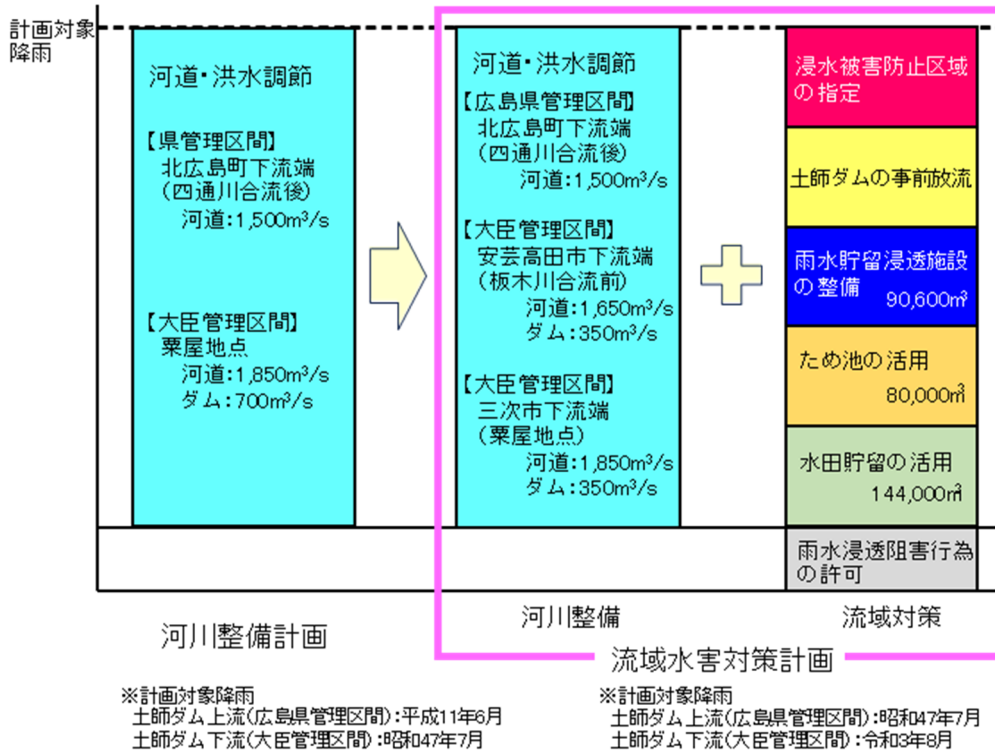 計画対象
降雨
河道・洪水調節
【県管理区間】
北広島町下流端
(四通川合流後)
河道:1,500m³/s
【大臣管理区間】
粟屋地点
河道:1,850m³/s
ダム:700m³/s
河道・洪水調節
【広島県管理区間】
北広島町下流端
(四通川合流後)
河道:1,500m³/s
【大臣管理区間】
安芸高田市下流端
(板木川合流前)
河道:1,650m³/s
ダム:350m³/s
【大臣管理区間】
三次市下流端
(粟屋地点)
河道:1,850m³/s
ダム:350m³/s
浸水被害防止区域
の指定
土師ダムの事前放流
雨水貯留浸透施設
の整備 90,600㎥
ため池の活用
80,000㎥
水田貯留の活用
144,000㎥
雨水浸透阻害行為
の許可
河川整備計画
河川整備
流域対策
流域水害対策計画
※計画対象降雨
土師ダム上流(広島県管理区間):平成11年6月
土師ダム下流(大臣管理区間):昭和47年7月
※計画対象降雨
土師ダム上流(広島県管理区間):昭和47年7月
土師ダム下流(大臣管理区間):令和3年8月